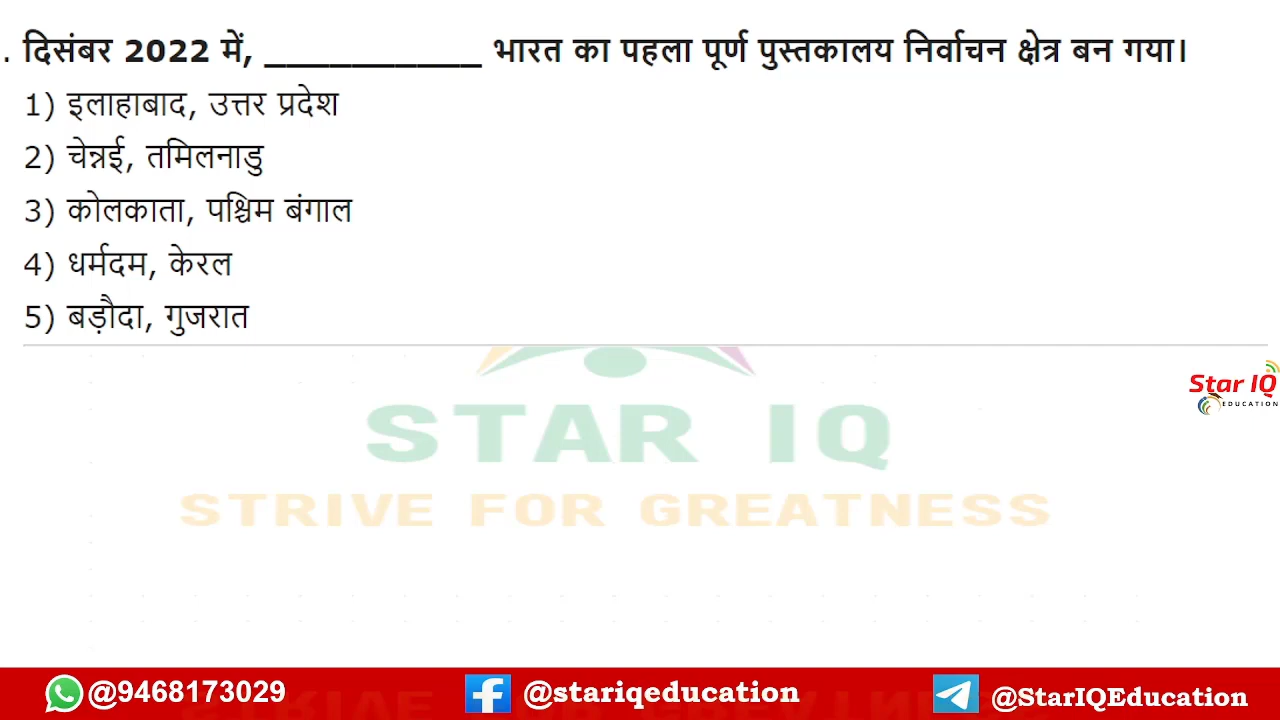 . दिसंबर 2022 में, __________ भारत का पहला पूर्ण पुस्तकालय निर्वाचन क्षेत्र बन गया।
1) इलाहाबाद, उत्तर प्रदेश
2) चेन्नई, तमिलनाडु
3) कोलकाता, पश्चिम बंगाल
4) धर्मदम, केरल
5) बड़ौदा, गुजरात
Star IQ
EDUCATION
STAR IQ
STRIVE FOR GREATNESS
@9468173029 @stariqeducation @StarIQEducation